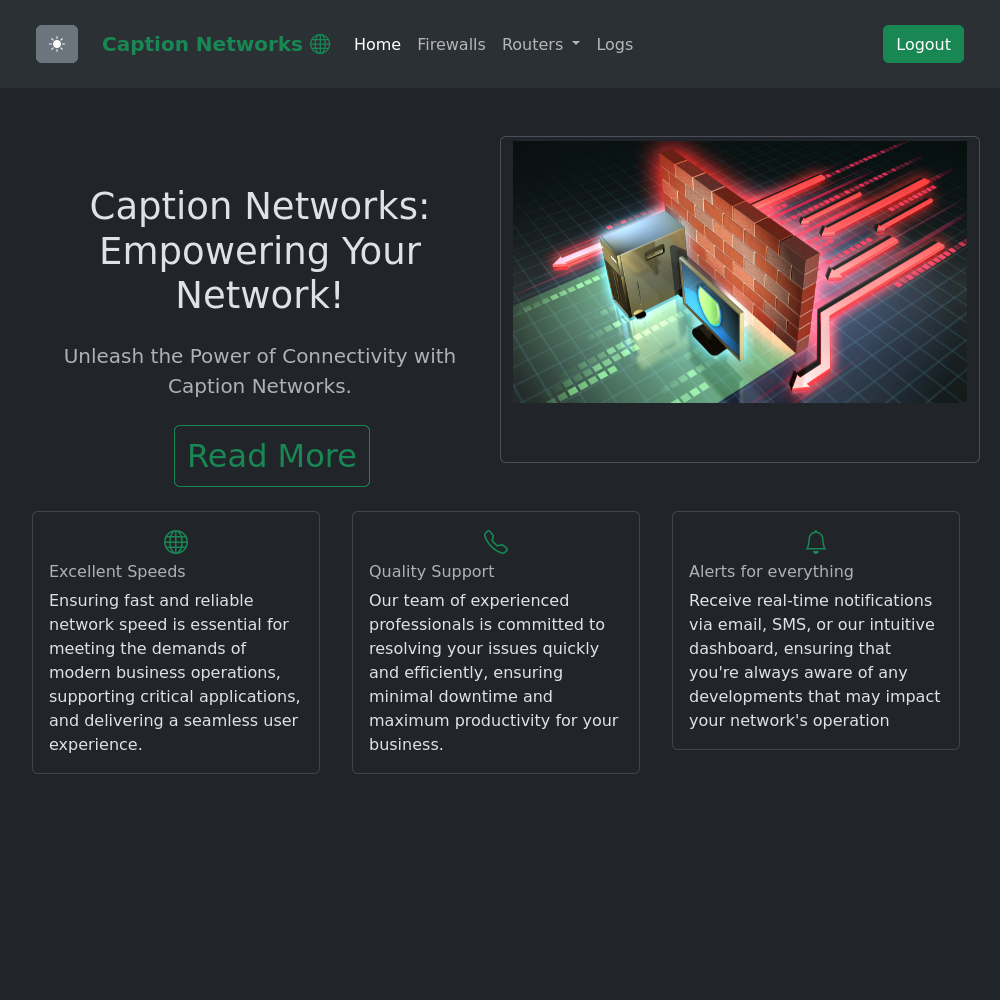 Caption Networks
Home
Firewalls
Routers
Logs
Logout
Caption Networks:
Empowering Your
Network!
Unleash the Power of Connectivity with
Caption Networks.
Read More
Excellent Speeds
Ensuring fast and reliable
network speed is essential for
meeting the demands of
modern business operations,
supporting critical applications,
and delivering a seamless user
experience.
Quality Support
Our team of experienced
professionals is committed to
resolving your issues quickly
and efficiently, ensuring
minimal downtime and
maximum productivity for your
business.
Alerts for everything
Receive real-time notifications
via email, SMS, or our intuitive
dashboard, ensuring that
you're always aware of any
developments that may impact
your network's operation